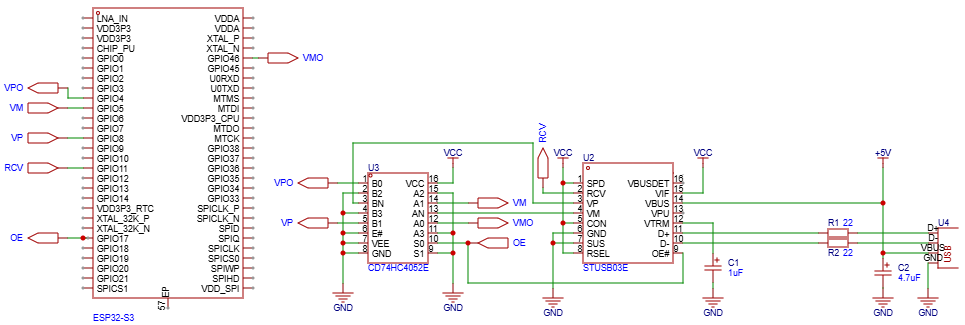 LNA_IN
VDD3P3
VDD3P3
CHIP_PU
GPIO0
GPIO1
GPIO2
GPIO3
GPIO4
GPIO5
GPIO6
GPIO7
GPIO8
GPIO9
GPIO10
GPIO11
GPIO12
GPIO13
GPIO14
VDD3P3_RTC
XTAL_32K_P
XTAL_32K_N
GPIO17
GPIO18
GPIO19
GPIO20
GPIO21
SPICS1
VDDA
VDDA
XTAL_P
XTAL_N
GPIO46
GPIO45
U0RXD
U0TXD
MTMS
MTDI
VDD3P3_CPU
MTDO
MTCK
GPIO38
GPIO37
GPIO36
GPIO35
GPIO34
GPIO33
SPICLK_P
SPICLK_N
SPID
SPIQ
SPICLK
SPICS0
SPIWP
SPIHD
VDD_SPI
57
EP
ESP32-S3
VPO
VM
VP
RCV
OE
VMO
U3
1 B0
2 B2
3 BN
4 B3
5 B1
6 B#
7 VEE
8 GND
VCC 16
A2 15
A1 14
AN 13
A0 12
A3 11
S0 10
S1 9
CD74HC4052E
VPO
VP
VCC
VM
VMO
OE
GND
GND
RCV
VCC
U2
1 SPD
2 RCV
3 VP
4 VM
5 CON
6 GND
7 SUS
8 RSEL
VBUSDET 16
VIF 15
VBUS 14
VPU 13
VTRM 12
D+ 11
D- 10
OE# 9
STUSB03E
VCC
GND
C1
1uF
GND
R1 22
R2 22
+5V
C2
4.7uF
GND
U4
D+
D-
VBUS
GND
USB
GND